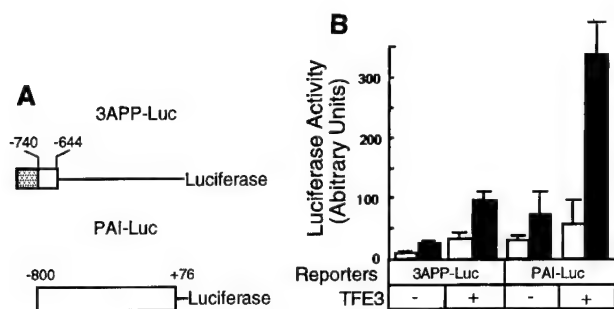 A
3APP-Luc
-740
-644
Luciferase
PAI-Luc
-800
+76
Luciferase
B
Luciferase Activity
(Abitrary Units)
300
200
100
50
0
Reporters
3APP-Luc
PAI-Luc
TFE3
-
+
-
+